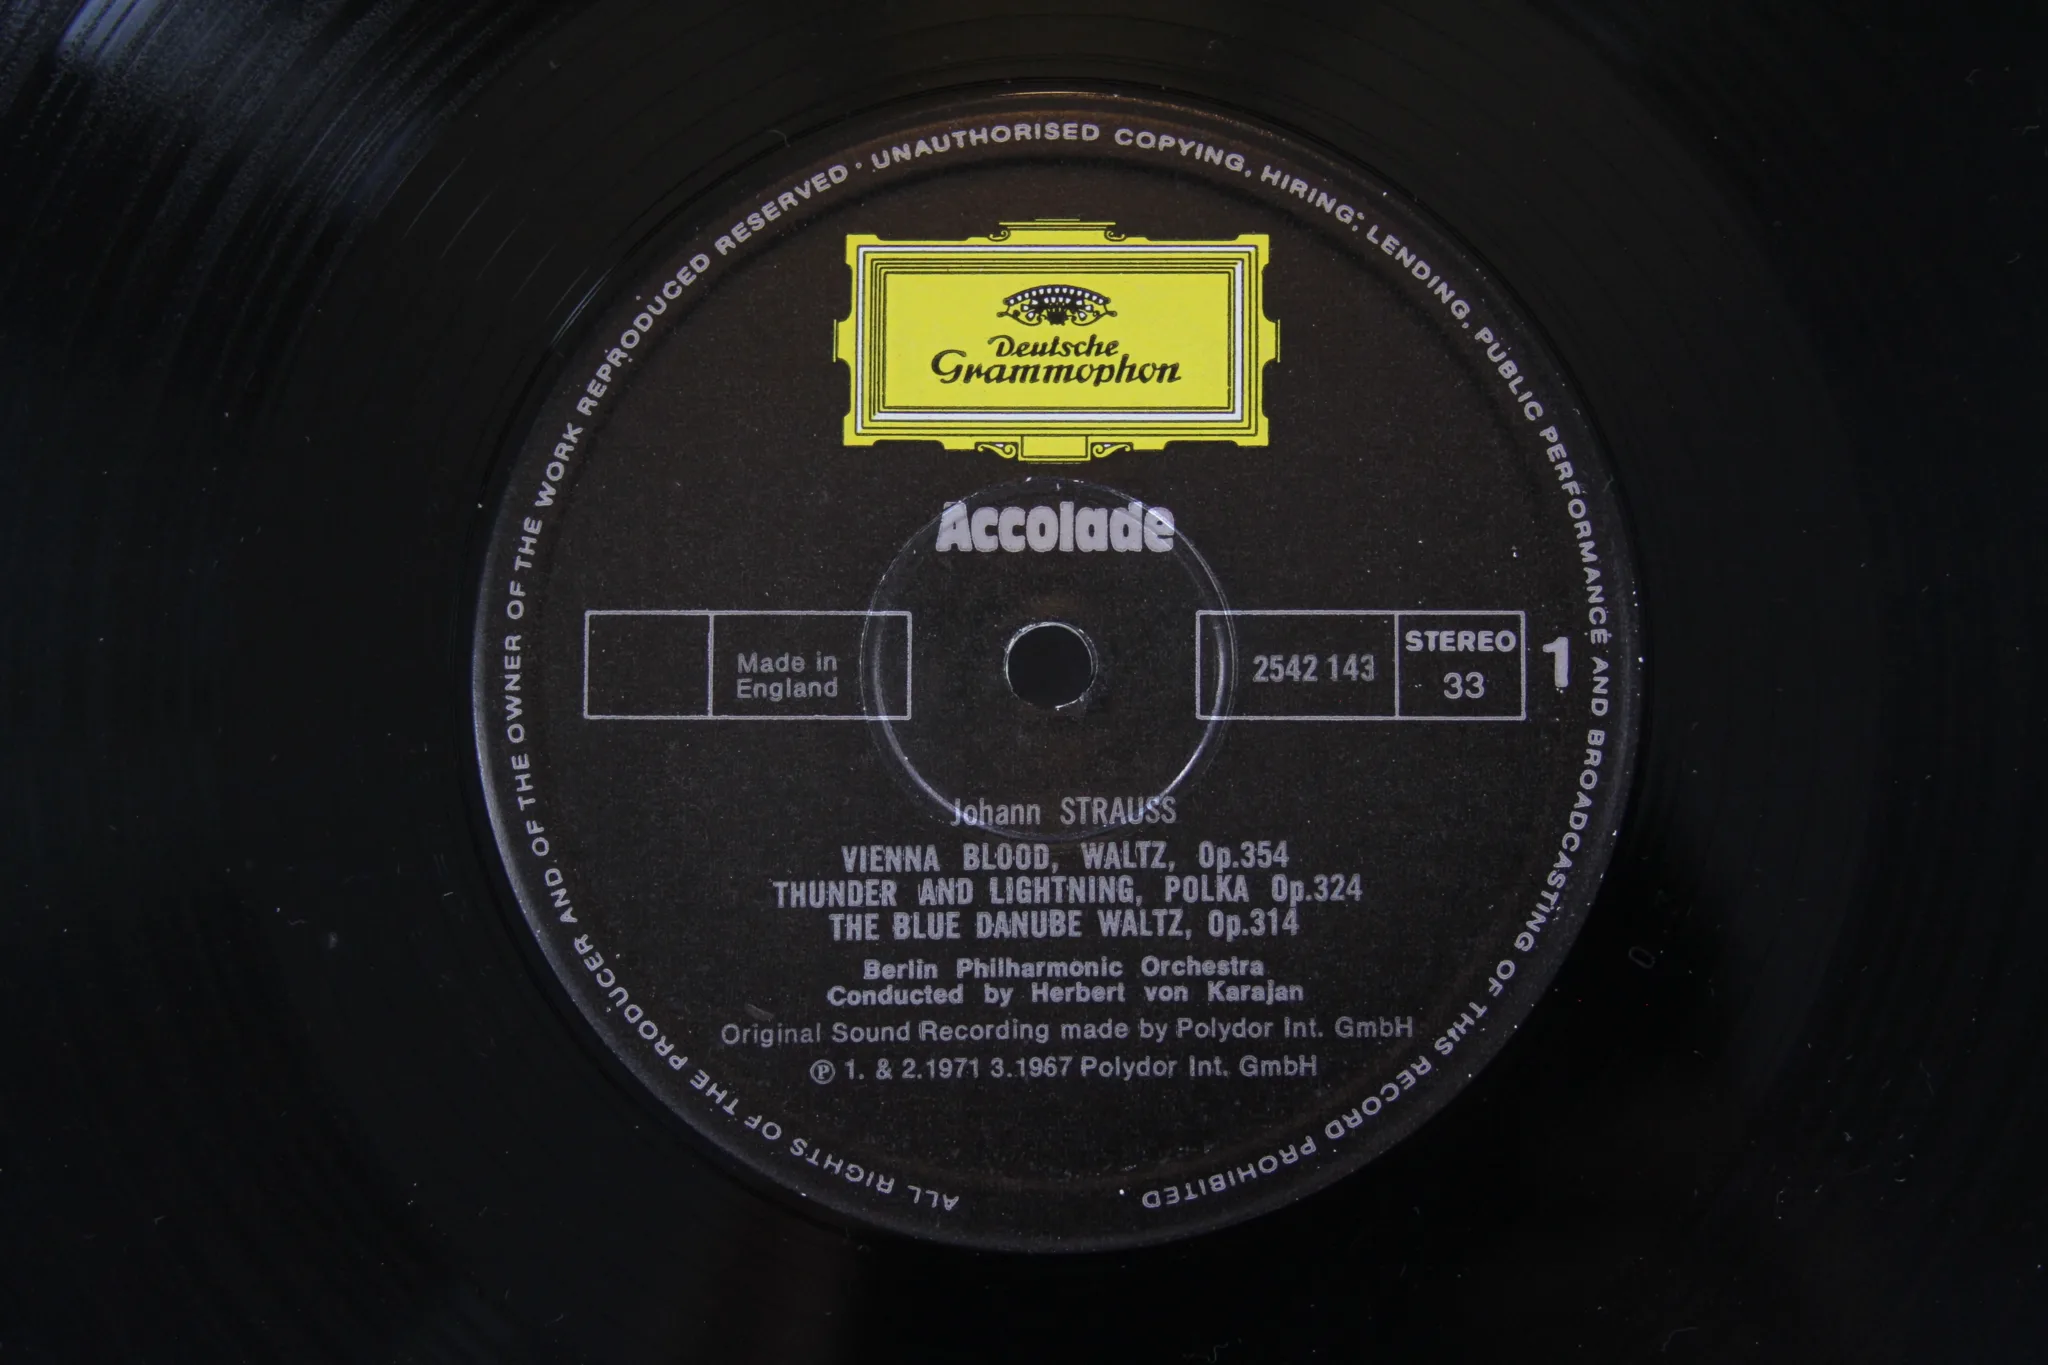 ALL RIGHTS OF THE PRODUCER AND OF THE OWNER OF THE WORK REPRODUCED RESERVED · UNAUTHORISED COPYING, HIRING, LENDING, PUBLIC PERFORMANCE AND BROADCASTING OF THIS RECORD PROHIBITED
Deutsche
Grammophon
Accolade
Made in
England
2542 143
STEREO
33
1
Johann STRAUSS
VIENNA BLOOD, WALTZ, Op.354
THUNDER AND LIGHTNING, POLKA Op.324
THE BLUE DANUBE WALTZ, Op.314
Berlin Philharmonic Orchestra
Conducted by Herbert von Karajan
Original Sound Recording made by Polydor Int. GmbH
℗ 1. & 2.1971 3.1967 Polydor Int. GmbH